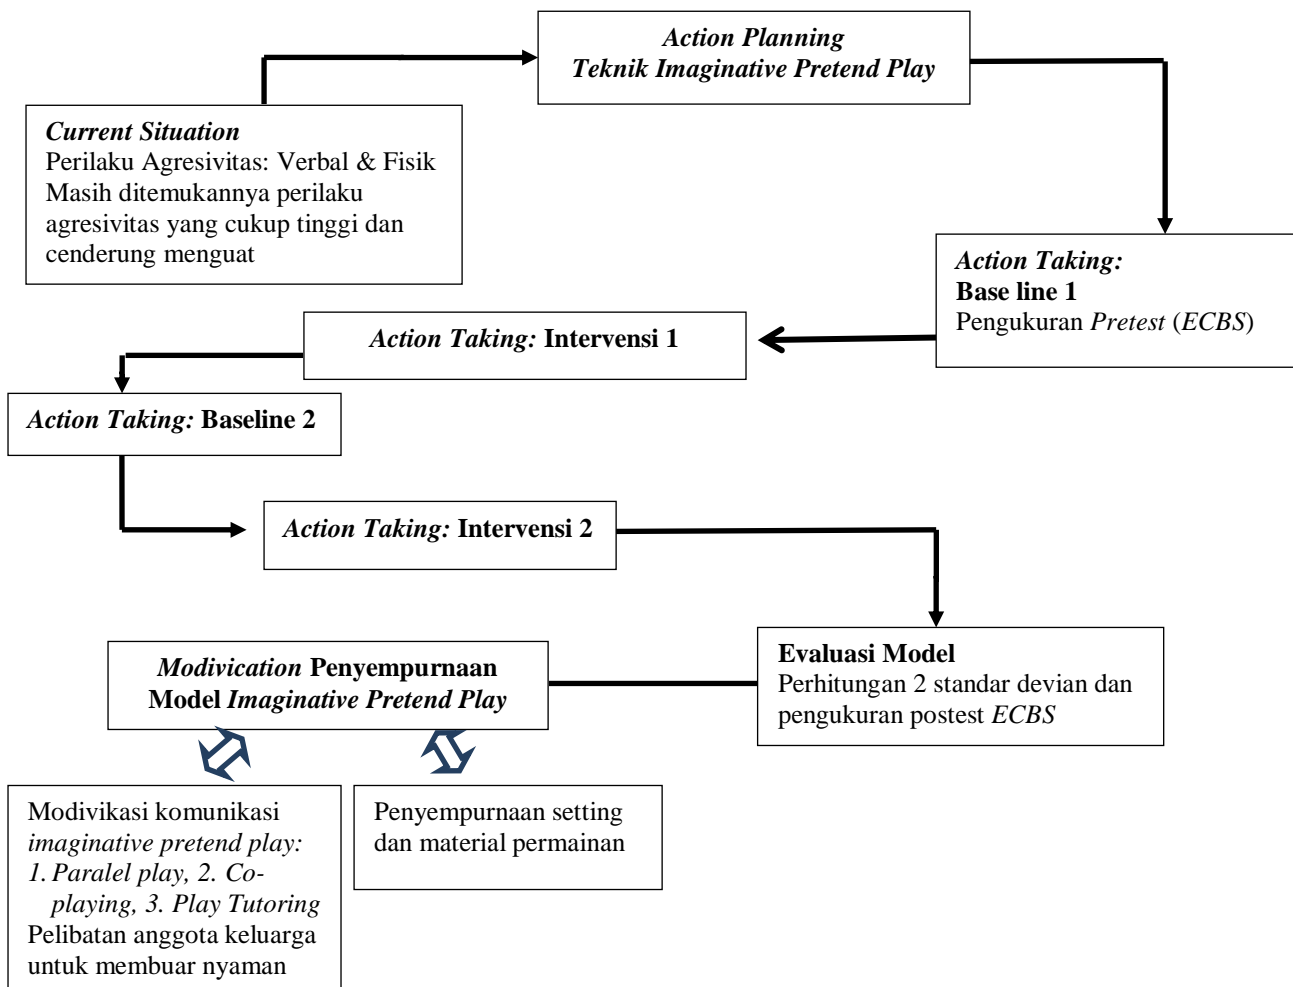 Action Planning
Teknik Imaginative Pretend Play
Current Situation
Perilaku Agresivitas: Verbal & Fisik
Masih ditemukannya perilaku
agresivitas yang cukup tinggi dan
cenderung menguat
Action Taking:
Base line 1
Pengukuran Pretest (ECBS)
Action Taking: Intervensi 1
Action Taking: Baseline 2
Action Taking: Intervensi 2
Evaluasi Model
Perhitungan 2 standar devian dan
pengukuran postest ECBS
Modivication Penyempurnaan
Model Imaginative Pretend Play
Modivikasi komunikasi
imaginative pretend play:
1. Paralel play, 2. Co-
playing, 3. Play Tutoring
Pelibatan anggota keluarga
untuk membuar nyaman
Penyempurnaan setting
dan material permainan